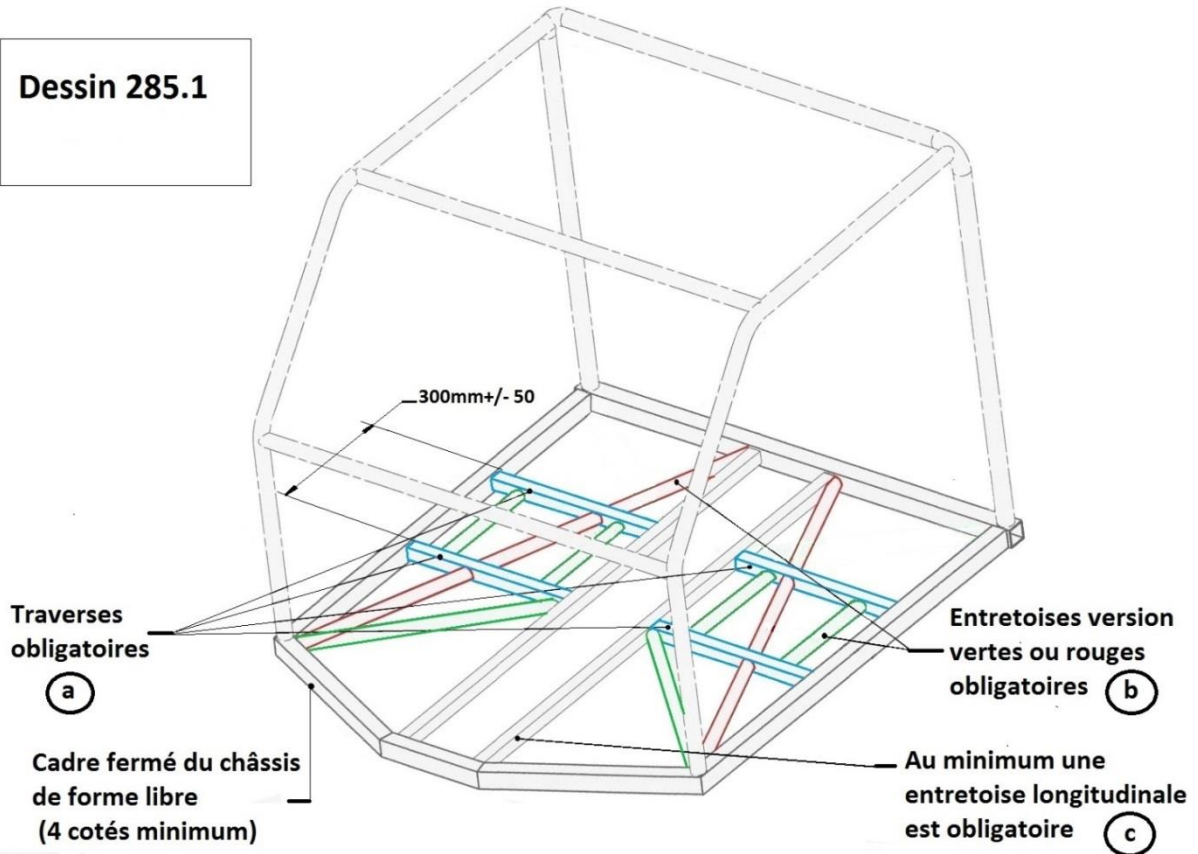 Dessin 285.1
300mm+/- 50
Traverses
obligatoires
a
Cadre fermé du châssis
de forme libre
(4 cotés minimum)
Entretoises version
vertes ou rouges
obligatoires b
Au minimum une
entretoise longitudinale
est obligatoire c